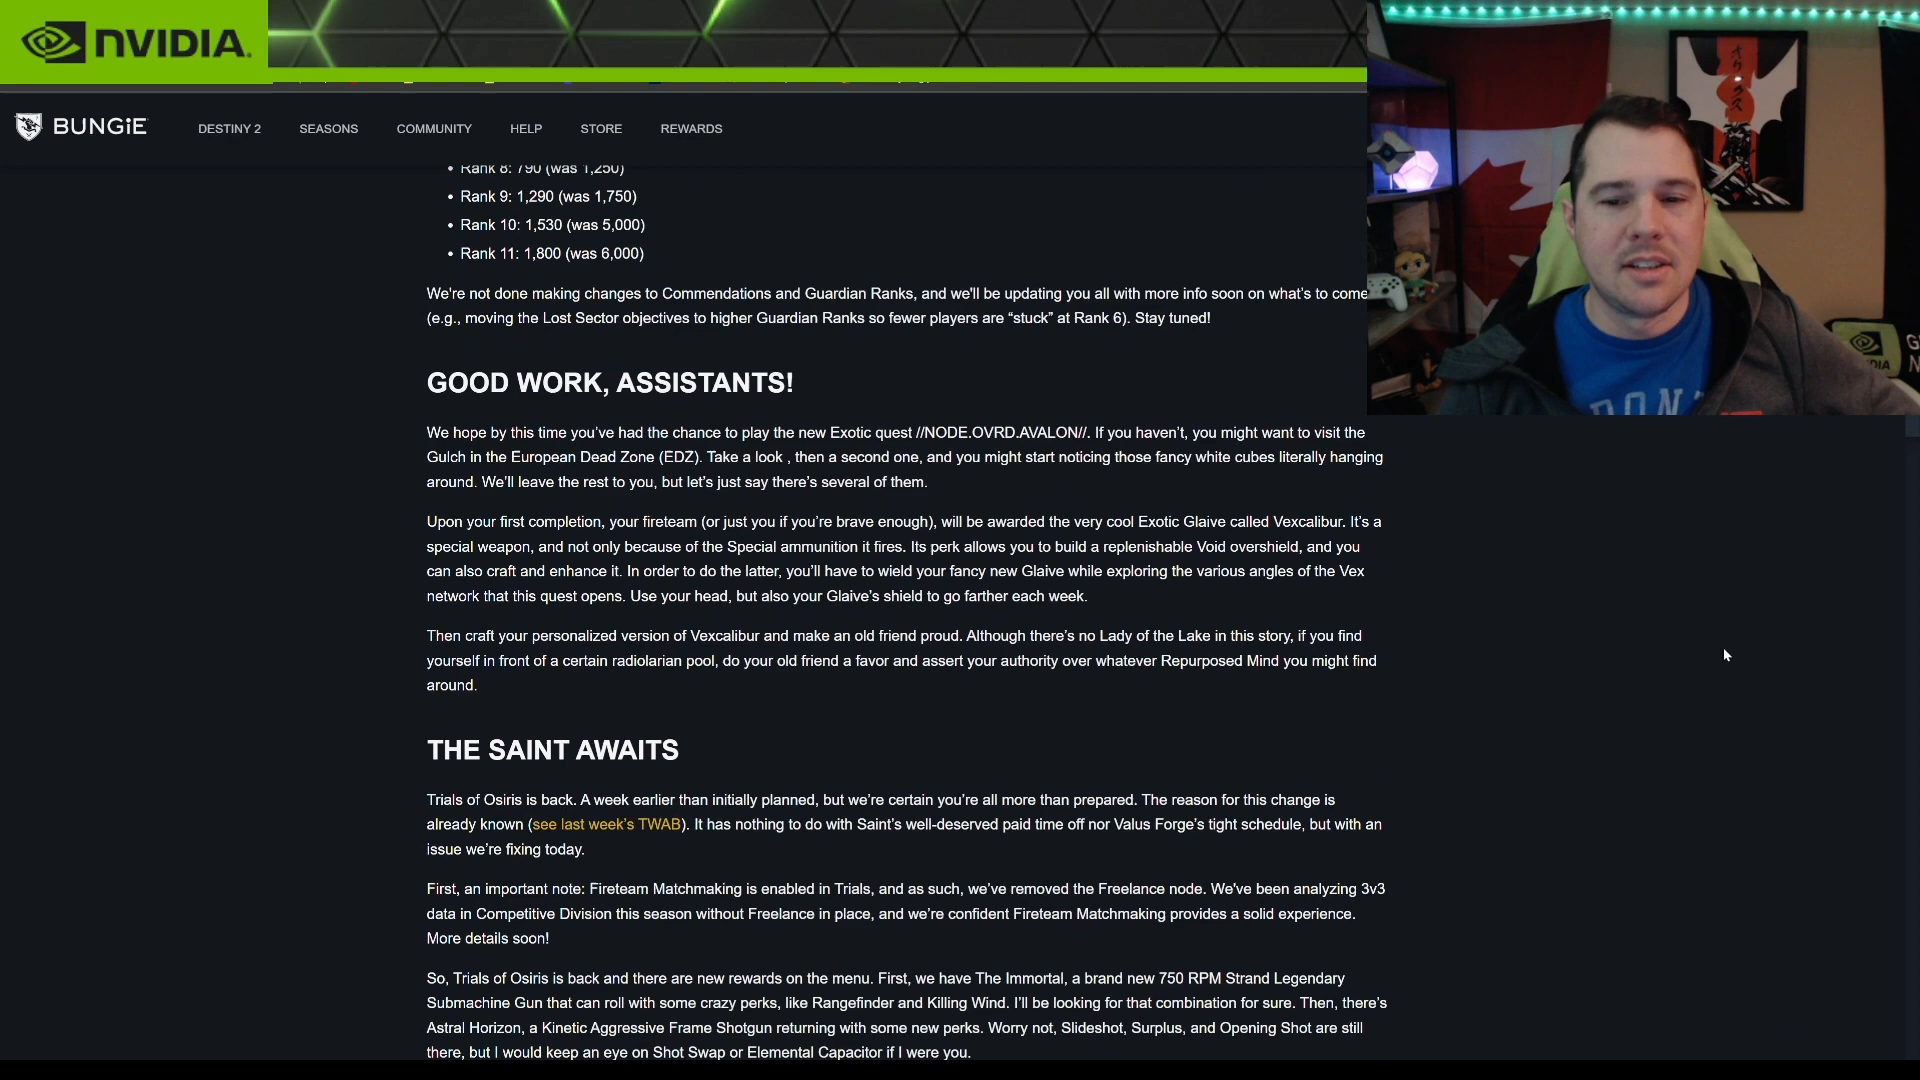 NVIDIA.
BUNGiE
DESTINY 2
SEASONS
COMMUNITY
HELP
STORE
REWARDS
• Rank 8: 790 (was 1,250)
• Rank 9: 1,290 (was 1,750)
• Rank 10: 1,530 (was 5,000)
• Rank 11: 1,800 (was 6,000)
We're not done making changes to Commendations and Guardian Ranks, and we'll be updating you all with more info soon on what's to come
(e.g., moving the Lost Sector objectives to higher Guardian Ranks so fewer players are “stuck” at Rank 6). Stay tuned!
GOOD WORK, ASSISTANTS!
We hope by this time you’ve had the chance to play the new Exotic quest //NODE.OVRD.AVALON//. If you haven’t, you might want to visit the
Gulch in the European Dead Zone (EDZ). Take a look , then a second one, and you might start noticing those fancy white cubes literally hanging
around. We’ll leave the rest to you, but let’s just say there’s several of them.
Upon your first completion, your fireteam (or just you if you’re brave enough), will be awarded the very cool Exotic Glaive called Vexcalibur. It’s a
special weapon, and not only because of the Special ammunition it fires. Its perk allows you to build a replenishable Void overshield, and you
can also craft and enhance it. In order to do the latter, you’ll have to wield your fancy new Glaive while exploring the various angles of the Vex
network that this quest opens. Use your head, but also your Glaive’s shield to go farther each week.
Then craft your personalized version of Vexcalibur and make an old friend proud. Although there’s no Lady of the Lake in this story, if you find
yourself in front of a certain radiolarian pool, do your old friend a favor and assert your authority over whatever Repurposed Mind you might find
around.
THE SAINT AWAITS
Trials of Osiris is back. A week earlier than initially planned, but we’re certain you’re all more than prepared. The reason for this change is
already known (see last week’s TWAB). It has nothing to do with Saint’s well-deserved paid time off nor Valus Forge’s tight schedule, but with an
issue we’re fixing today.
First, an important note: Fireteam Matchmaking is enabled in Trials, and as such, we’ve removed the Freelance node. We've been analyzing 3v3
data in Competitive Division this season without Freelance in place, and we’re confident Fireteam Matchmaking provides a solid experience.
More details soon!
So, Trials of Osiris is back and there are new rewards on the menu. First, we have The Immortal, a brand new 750 RPM Strand Legendary
Submachine Gun that can roll with some crazy perks, like Rangefinder and Killing Wind. I’ll be looking for that combination for sure. Then, there’s
Astral Horizon, a Kinetic Aggressive Frame Shotgun returning with some new perks. Worry not, Slideshot, Surplus, and Opening Shot are still
there, but I would keep an eye on Shot Swap or Elemental Capacitor if I were you.